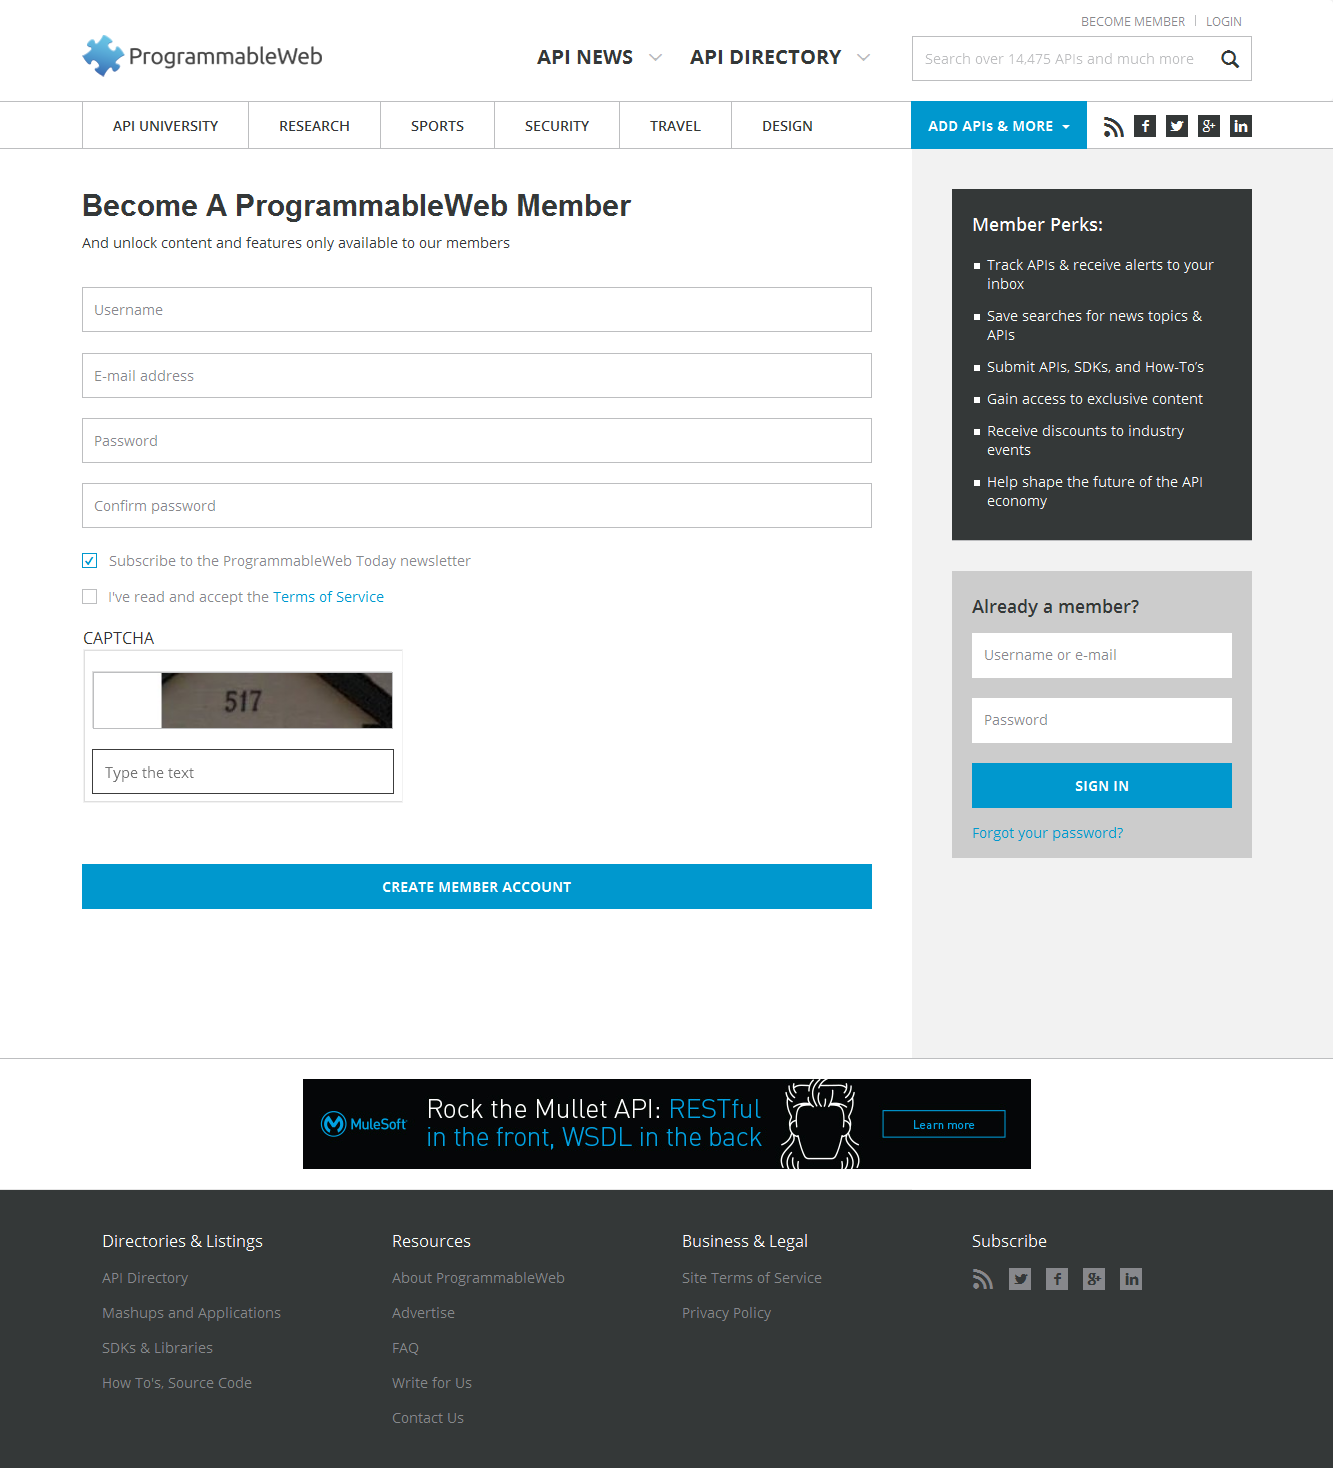 BECOME MEMBER
LOGIN
ProgrammableWeb
API NEWS
API DIRECTORY
Search over 14,475 APIs and much more
API UNIVERSITY
RESEARCH
SPORTS
SECURITY
TRAVEL
DESIGN
ADD APIs & MORE
Become A ProgrammableWeb Member
And unlock content and features only available to our members
Username
E-mail address
Password
Confirm password
Subscribe to the ProgrammableWeb Today newsletter
I've read and accept the Terms of Service
CAPTCHA
517
Type the text
CREATE MEMBER ACCOUNT
Member Perks:
Track APIs & receive alerts to your
inbox
Save searches for news topics &
APIs
Submit APIs, SDKs, and How-To’s
Gain access to exclusive content
Receive discounts to industry
events
Help shape the future of the API
economy
Already a member?
Username or e-mail
Password
SIGN IN
Forgot your password?
MuleSoft
Rock the Mullet API: RESTful
in the front, WSDL in the back
Learn more
Directories & Listings
API Directory
Mashups and Applications
SDKs & Libraries
How To's, Source Code
Resources
About ProgrammableWeb
Advertise
FAQ
Write for Us
Contact Us
Business & Legal
Site Terms of Service
Privacy Policy
Subscribe